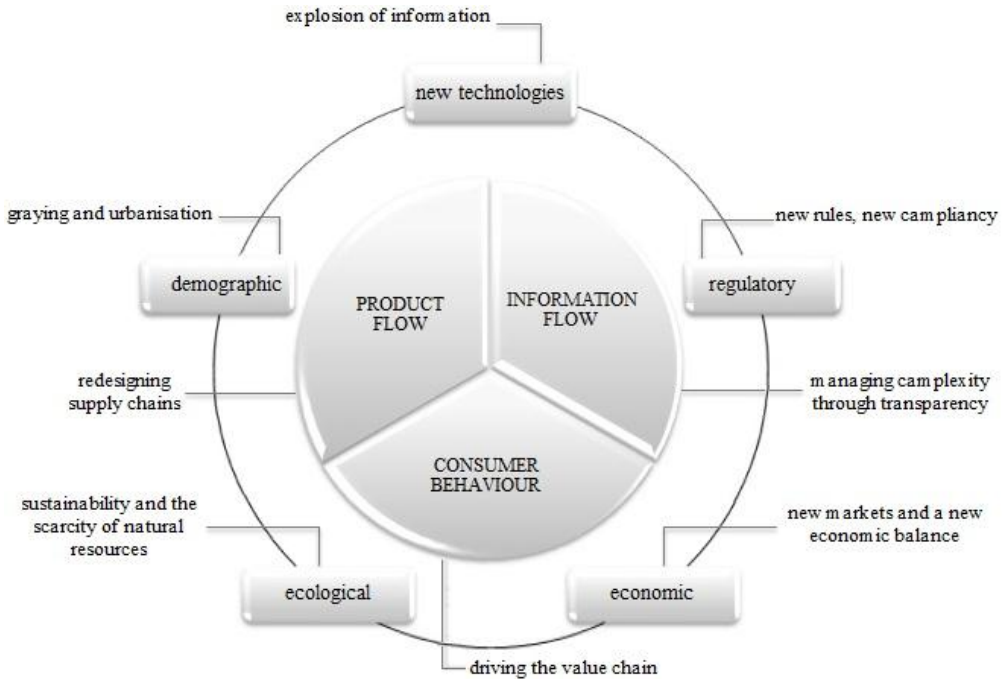 explosion of information
new technologies
graying and urbanisation
new rules, new campliancy
demographic
regulatory
PRODUCT
FLOW
INFORMATION
FLOW
redesigning
supply chains
managing camplexity
through transparency
CONSUMER
BEHAVIOUR
sustainability and the
scarcity of natural
resources
new markets and a new
economic balance
ecological
economic
driving the value chain